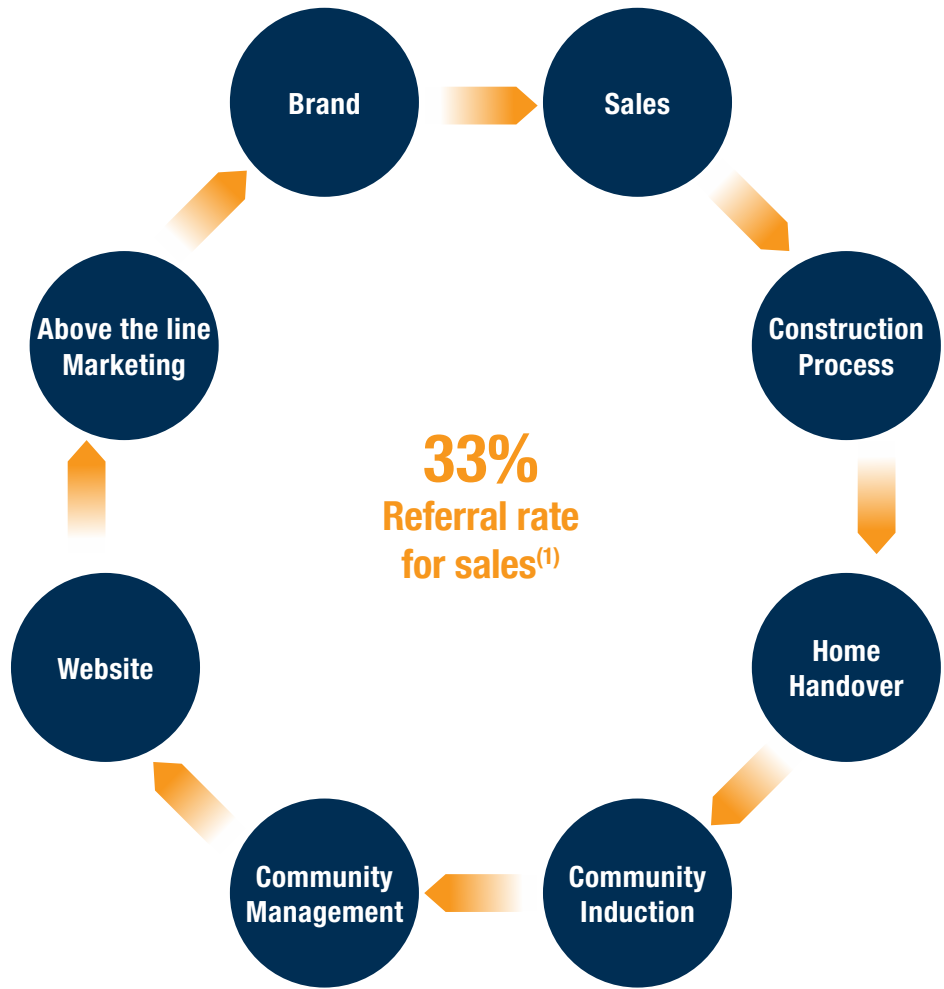 Brand
Sales
Above the line
Marketing
Construction
Process
33%
Referral rate
for sales(1)
Website
Home
Handover
Community
Management
Community
Induction